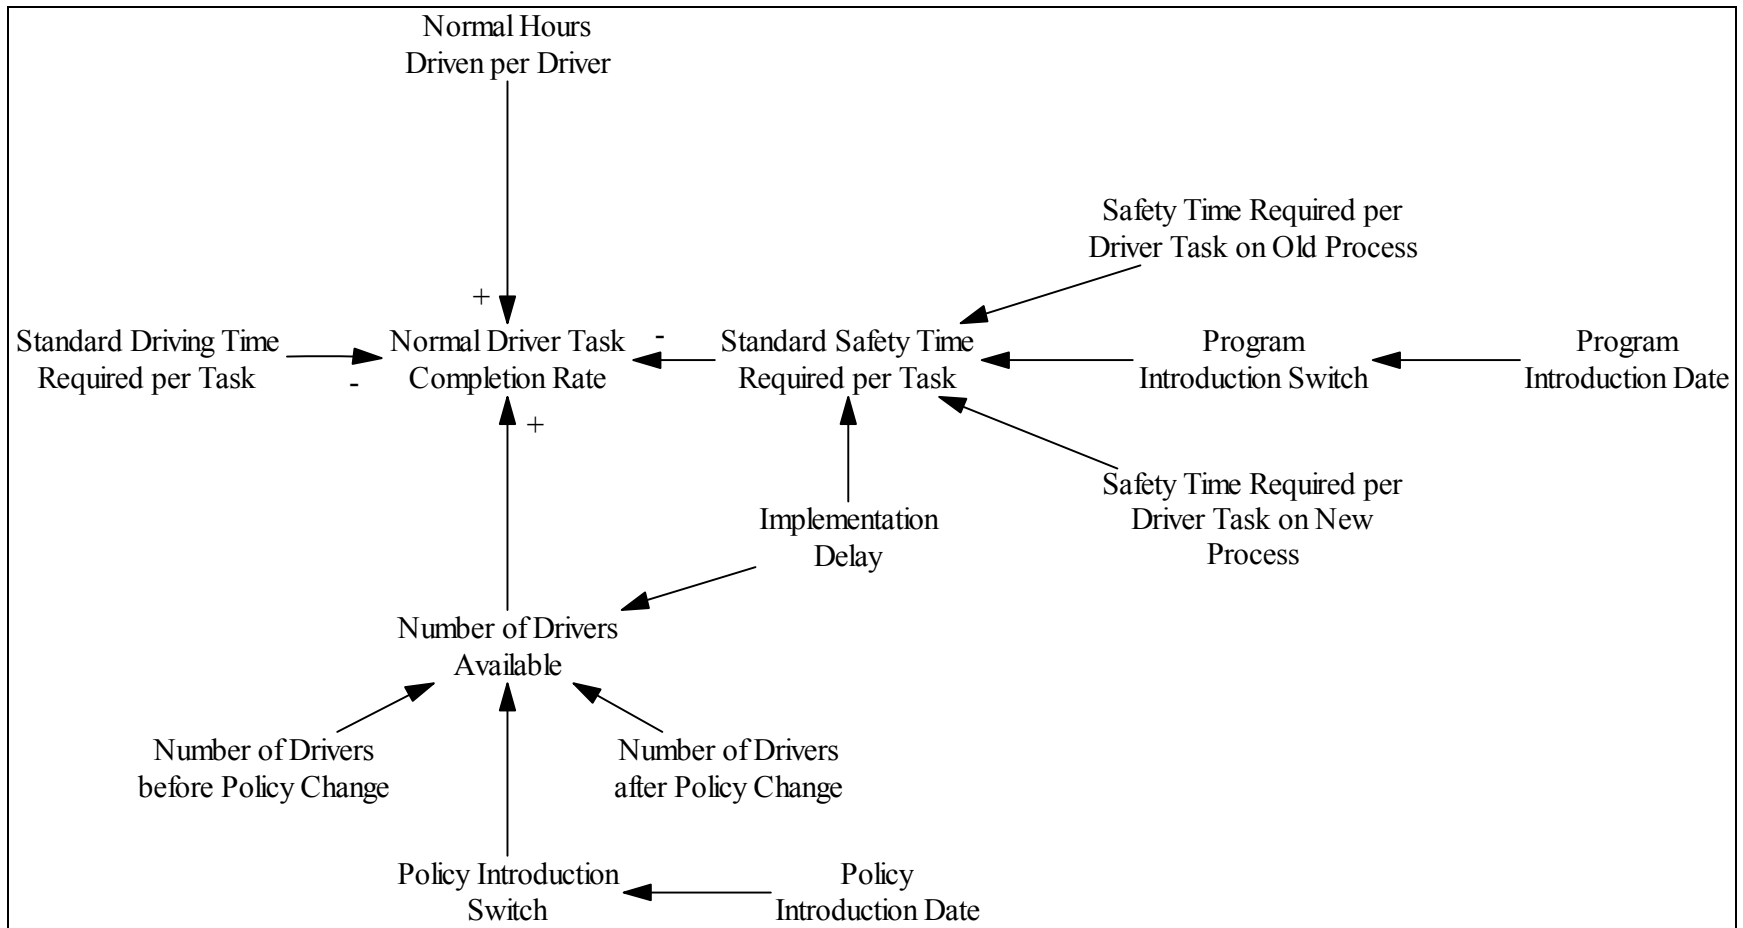 Normal Hours
Driven per Driver
Safety Time Required per
Driver Task on Old Process
+
Standard Driving Time
Required per Task
-
Normal Driver Task
Completion Rate
-
Standard Safety Time
Required per Task
Program
Introduction Switch
Program
Introduction Date
+
Safety Time Required per
Driver Task on New
Process
Implementation
Delay
Number of Drivers
Available
Number of Drivers
before Policy Change
Number of Drivers
after Policy Change
Policy Introduction
Switch
Policy
Introduction Date